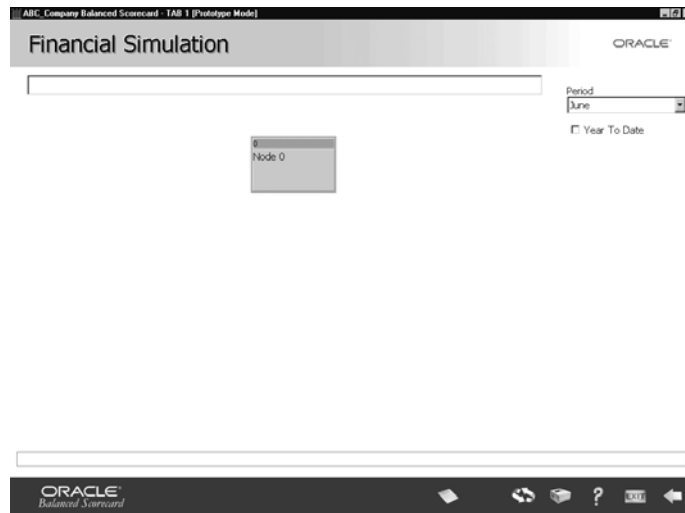 ABC_Company Balanced Scorecard - TAB 1 [Prototype Mode]
Financial Simulation
ORACLE
Period
June
Year To Date
0
Node 0
ORACLE
Balanced Scorecard
?
EXIT